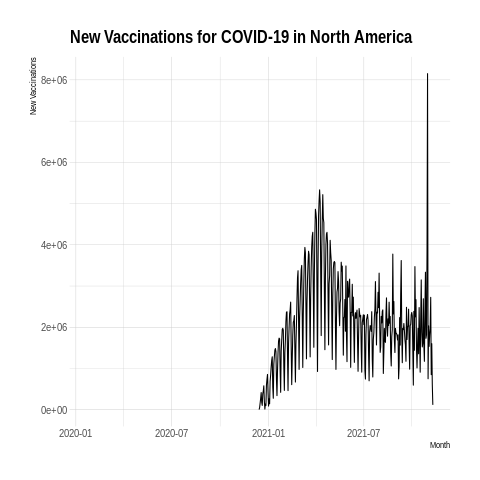 New Vaccinations for COVID-19 in North America
New Vaccinations
8e+06
6e+06
4e+06
2e+06
0e+00
2020-01
2020-07
2021-01
2021-07
Month